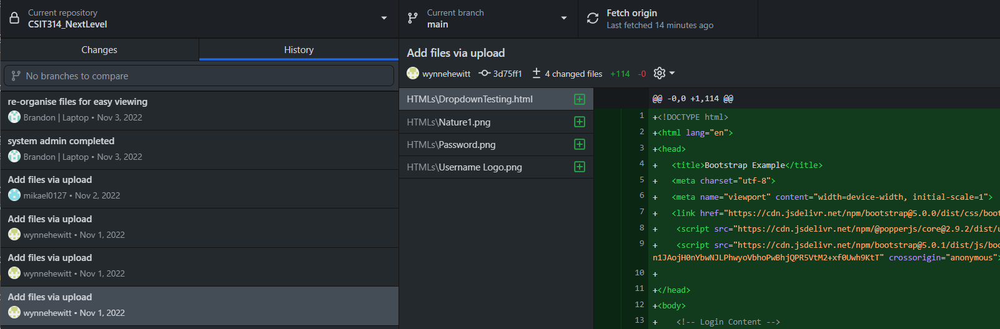 Current repository
CSIT314_NextLevel
Current branch
main
Fetch origin
Last fetched 14 minutes ago
Changes
History
No branches to compare
re-organise files for easy viewing
Brandon | Laptop • Nov 3, 2022
system admin completed
Brandon | Laptop • Nov 3, 2022
Add files via upload
mikael0127 • Nov 2, 2022
Add files via upload
wynnehewitt • Nov 1, 2022
Add files via upload
wynnehewitt • Nov 1, 2022
Add files via upload
wynnehewitt • Nov 1, 2022
Add files via upload
wynnehewitt 3d75ff1 4 changed files +114 -0
HTMLs\DropdownTesting.html
HTMLs\Nature1.png
HTMLs\Password.png
HTMLs\Username Logo.png
@@ -0,0 +1,114 @@
1 +<!DOCTYPE html>
2 +<html lang="en">
3 +<head>
4 + <title>Bootstrap Example</title>
5 + <meta charset="utf-8">
6 + <meta name="viewport" content="width=device-width, initial-scale=1">
7 + <link href="https://cdn.jsdelivr.net/npm/bootstrap@5.0.0/dist/css/boot
8 + <script src="https://cdn.jsdelivr.net/npm/@popperjs/core@2.9.2/dist/u
9 + <script src="https://cdn.jsdelivr.net/npm/bootstrap@5.0.1/dist/js/boo
n1JAojH0nYbwNJLPhwyoVbhoPwBhjQPR5VtM2+xf0Uwh9KtT" crossorigin="anonymous">
10 +
11 +</head>
12 +<body>
13 + <!-- Login Content -->